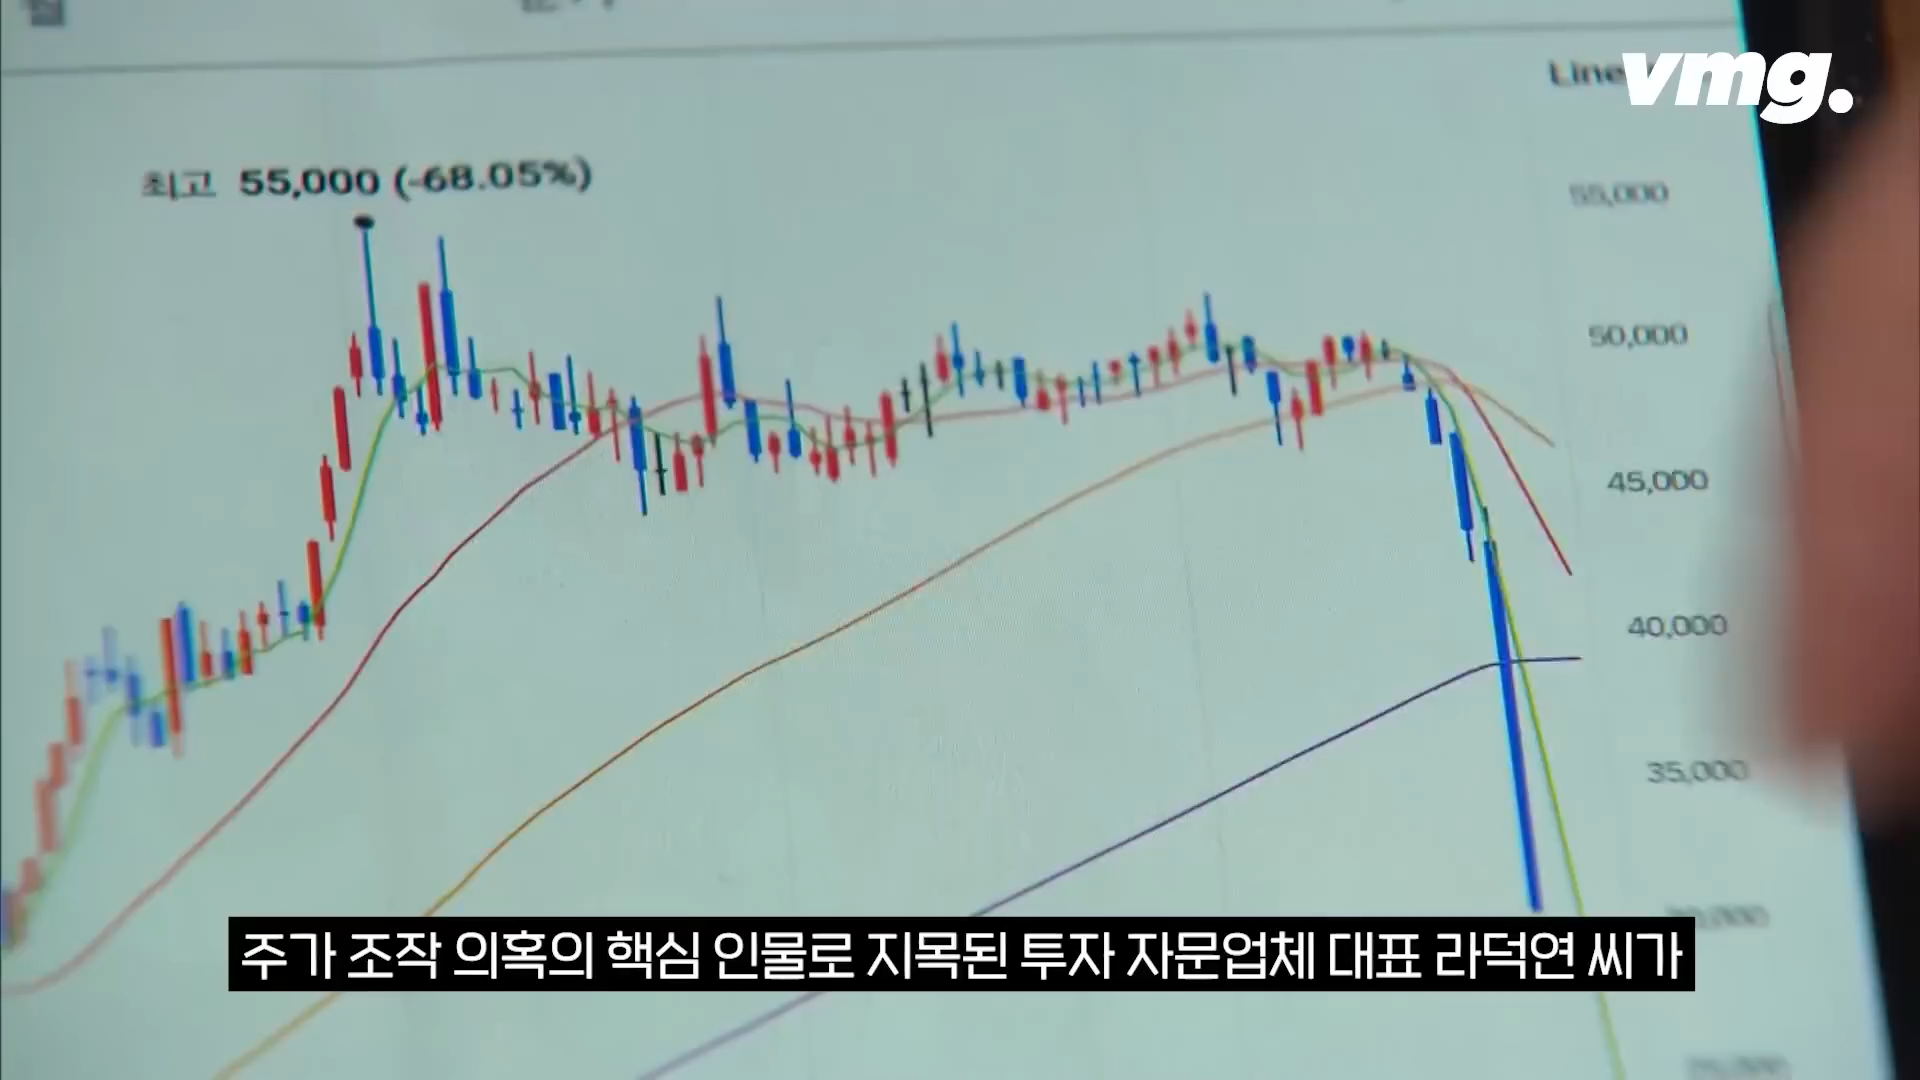 vmg.
최고 55,000 (-68.05%)
55,000
50,000
45,000
40,000
35,000
주가 조작 의혹의 핵심 인물로 지목된 투자 자문업체 대표 라덕연 씨가